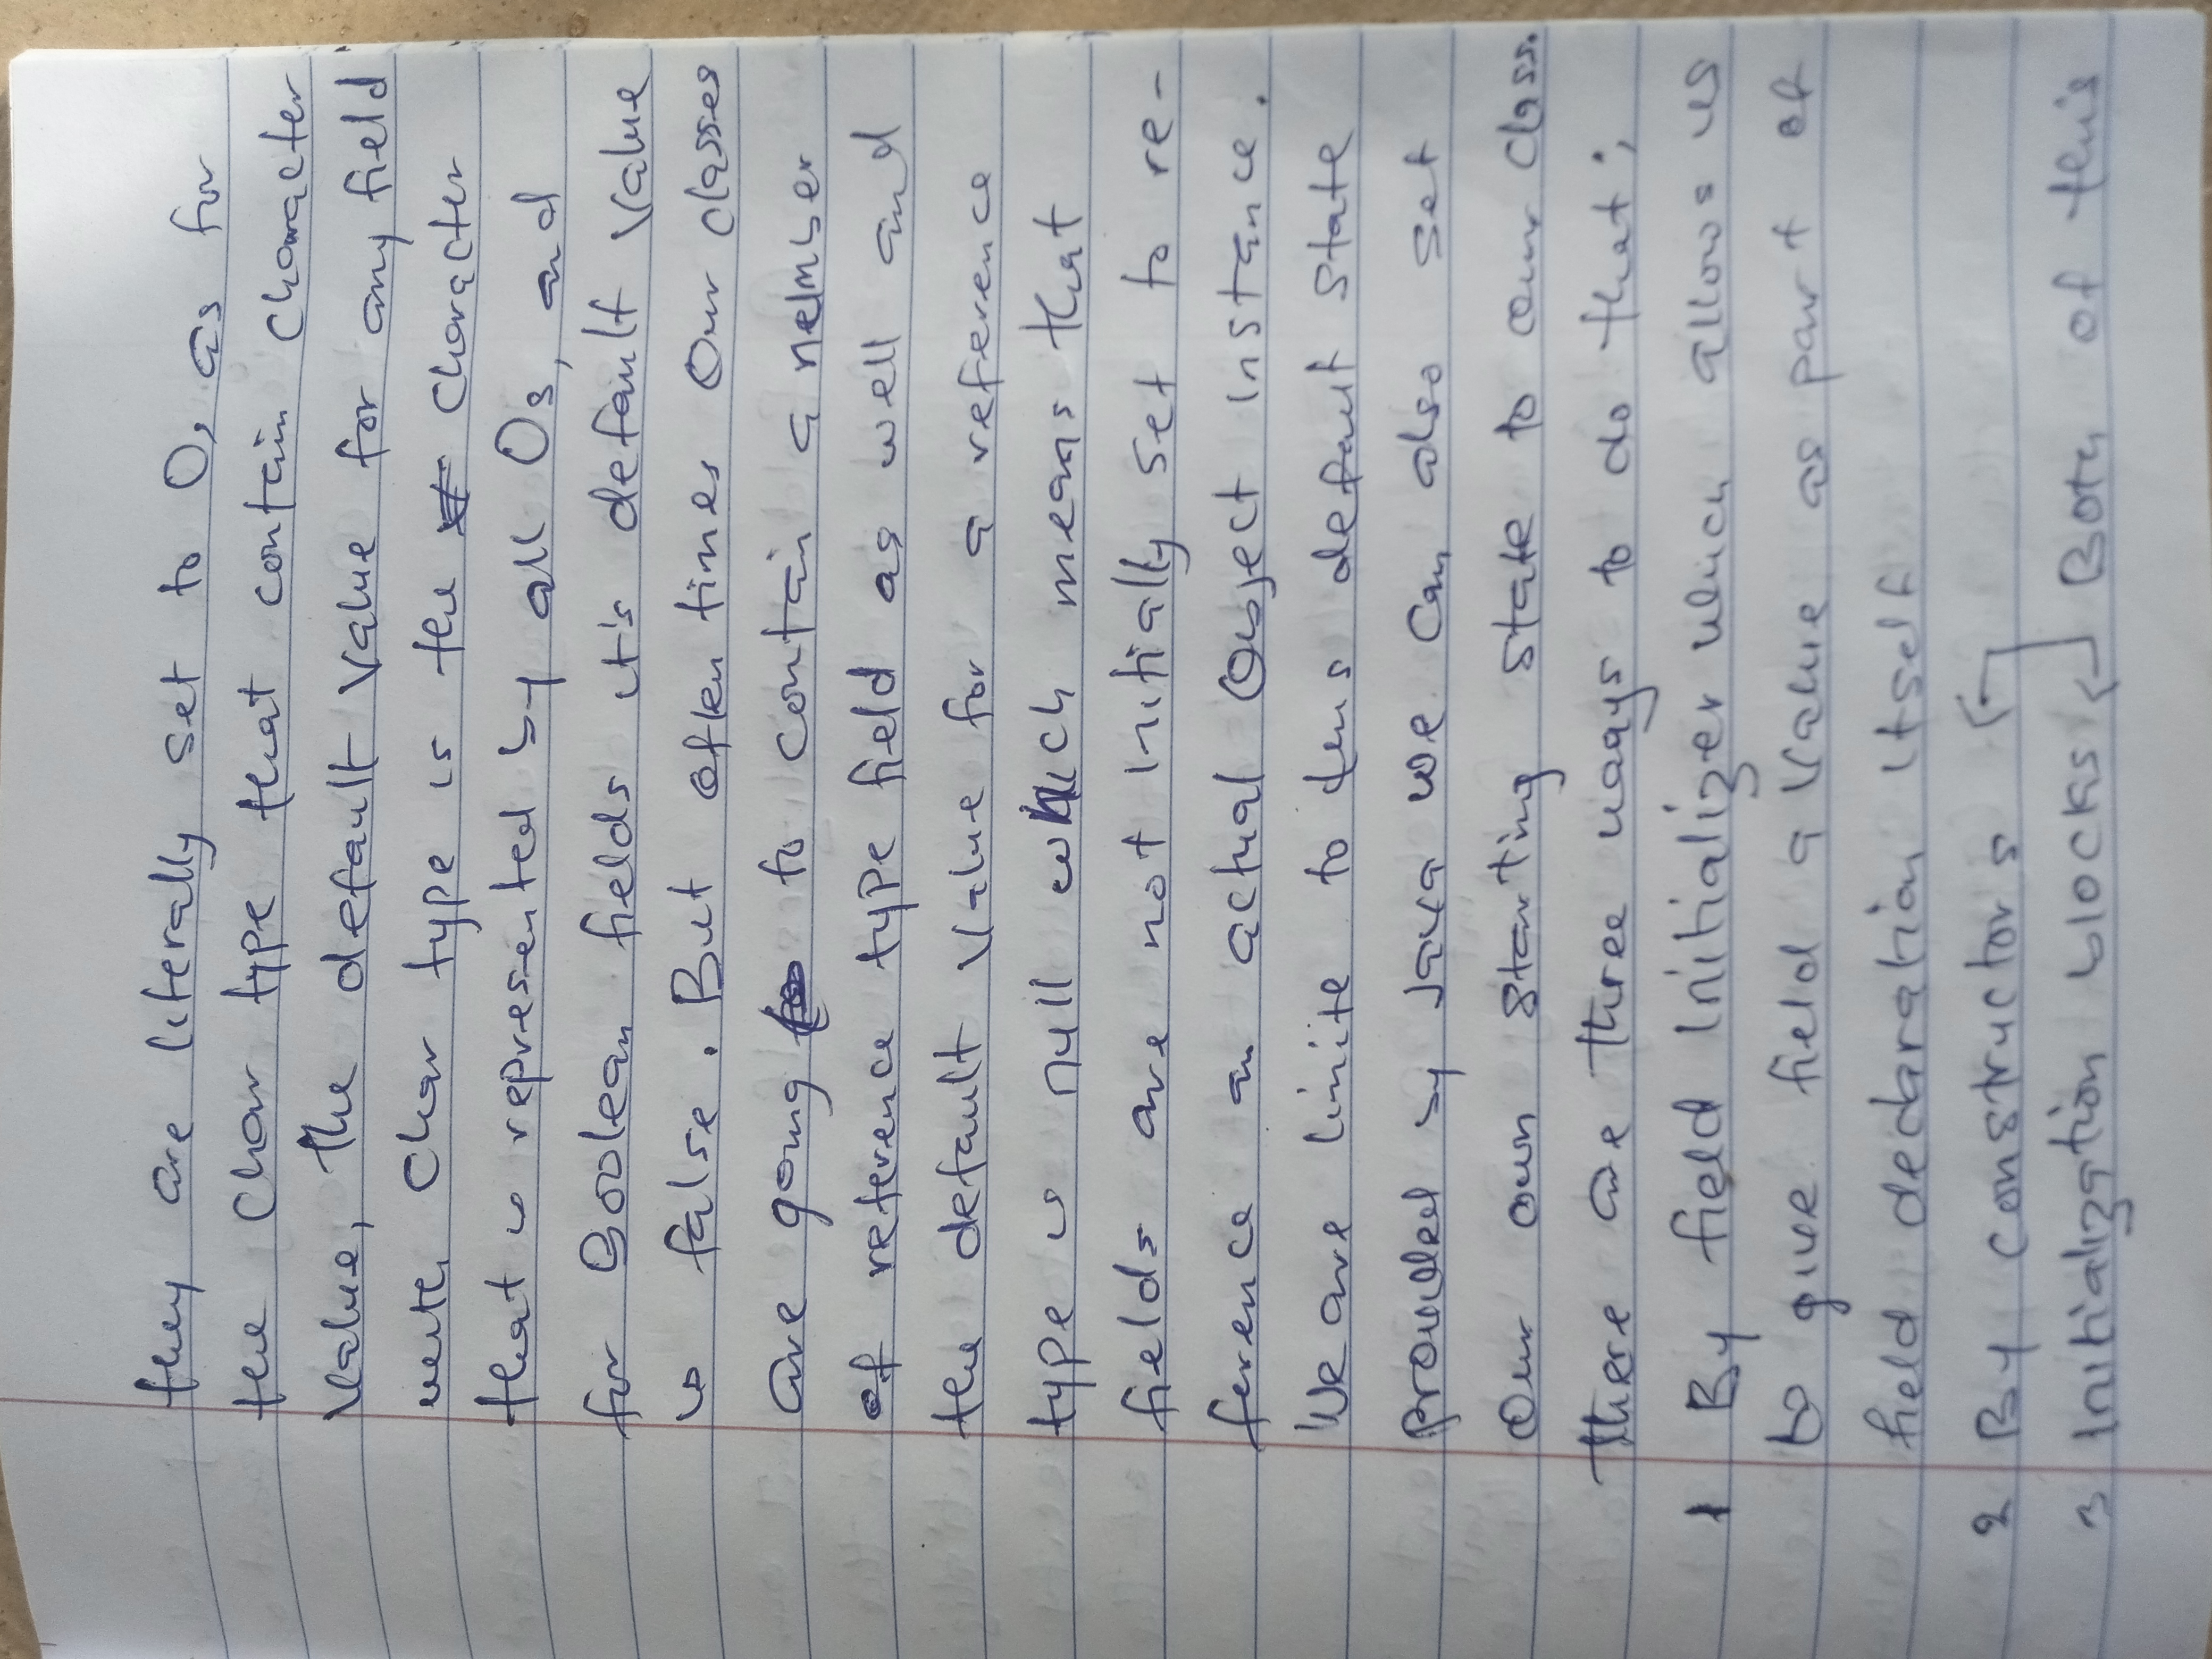 they are literally set to 0, as for
the char type that contain character
value, the default value for any field
with char type is the character
that is represented by all 0s, and
for Boolean fields it's default value
is false. But often times our classes
are going to contain a member
of reference type field as well and
the default value for a reference
type is null which means that
fields are not initially set to re-
ference an actual Object instance.
We are limite to this default state
provided by Java we can also set
our own starting state to our class.
there are three ways to do that;
1 By field Initializer which allows us
to give field a value as part of
field declaration itself
2 By constructors
3 Initialization blocks Both of this